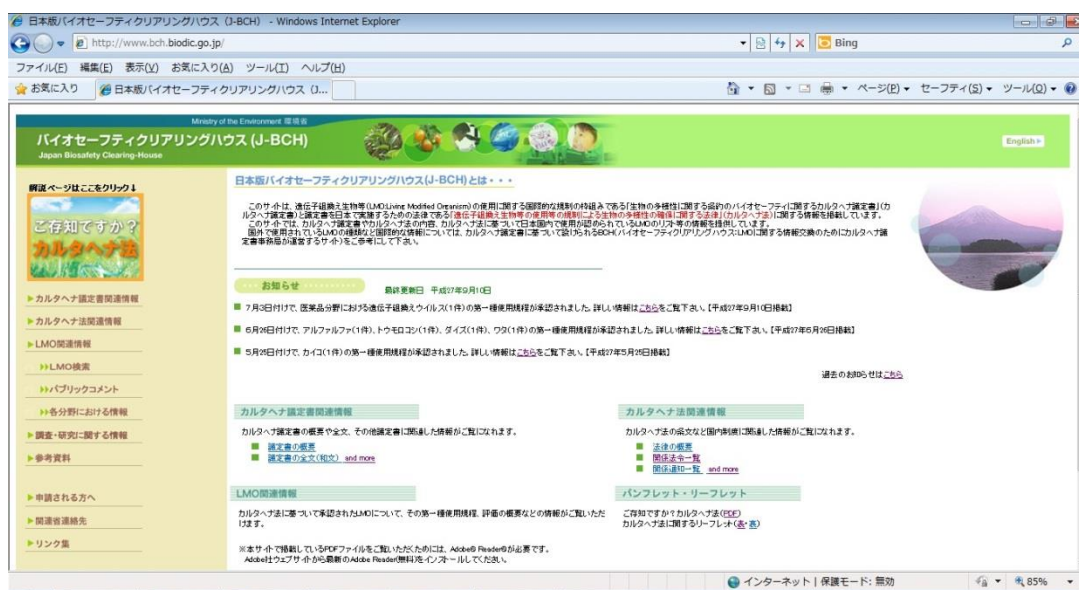 日本版バイオセーフティクリアリングハウス (J-BCH) - Windows Internet Explorer
http://www.bch.biodic.go.jp/
Bing
ファイル(F) 編集(E) 表示(V) お気に入り(A) ツール(T) ヘルプ(H)
お気に入り
日本版バイオセーフティクリアリングハウス (J...
ページ(P) セーフティ(S) ツール(O)
Ministry of the Environment 環境省
バイオセーフティクリアリングハウス (J-BCH)
Japan Biosafety Clearing-House
English
解説ページはここをクリック↓
ご存知ですか?
カルタヘナ法
カルタヘナ議定書関連情報
カルタヘナ法関連情報
LMO関連情報
LMO検索
パブリックコメント
各分野における情報
調査・研究に関する情報
参考資料
申請される方へ
関連省連絡先
リンク集
日本版バイオセーフティクリアリングハウス(J-BCH)とは・・・
このサイトは、遺伝子組換え生物等(LMO:Living Modified Organism)の使用に関する国際的な規制の枠組みである「生物の多様性に関する条約のバイオセーフティに関するカルタヘナ議定書」(カ
ルタヘナ議定書)と議定書を日本で実施するための法律である「遺伝子組換え生物等の使用等の規制による生物の多様性の確保に関する法律」(カルタヘナ法)に関する情報を掲載しています。
このサイトでは、カルタヘナ議定書やカルタヘナ法の内容、カルタヘナ法に基づいて日本国内で使用が認められているLMOのリスト等の情報を提供しています。
国外で使用されているLMOの種類など国際的な情報については、カルタヘナ議定書に基づいて設けられるBCH(バイオセーフティクリアリングハウス:LMOに関する情報交換のためにカルタヘナ議
定書事務局が運営するサイト)をご参考にして下さい。
お知らせ 最終更新日 平成27年9月10日
7月3日付けで、医薬品分野における遺伝子組換えウイルス(1件)の第一種使用規程が承認されました。詳しい情報はこちらをご覧下さい。【平成27年9月10日掲載】
6月26日付けで、アルファルファ(1件)、トウモロコシ(1件)、ダイズ(1件)、ワタ(1件)の第一種使用規程が承認されました。詳しい情報はこちらをご覧下さい。【平成27年6月26日掲載】
5月25日付けで、カイコ(1件)の第一種使用規程が承認されました。詳しい情報はこちらをご覧下さい。【平成27年5月25日掲載】
過去のお知らせはこちら
カルタヘナ議定書関連情報
カルタヘナ議定書の概要や全文、その他議定書に関連した情報がご覧になれます。
議定書の概要
議定書の全文(和文) and more
カルタヘナ法関連情報
カルタヘナ法の条文など国内制度に関連した情報がご覧になれます。
法律の概要
関係法令一覧
関係通知一覧 and more
LMO関連情報
カルタヘナ法に基づいて承認されたLMOについて、その第一種使用規程、評価の概要などの情報がご覧いただ
けます。
パンフレット・リーフレット
ご存知ですか?カルタヘナ法(PDF)
カルタヘナ法に関するリーフレット(表・裏)
※本サイトで掲載しているPDFファイルをご覧いただくためには、Adobe® Reader®が必要です。
Adobe社ウェブサイトから最新のAdobe Reader(無料)をインストールしてください。
インターネット | 保護モード: 無効
85%